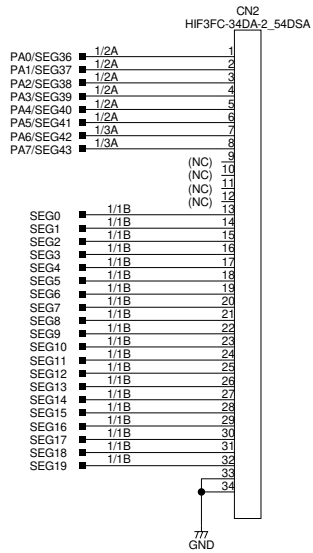 CN2
HIF3FC-34DA-2_54DSA
PA0/SEG36 1/2A 1
PA1/SEG37 1/2A 2
PA2/SEG38 1/2A 3
PA3/SEG39 1/2A 4
PA4/SEG40 1/2A 5
PA5/SEG41 1/2A 6
PA6/SEG42 1/3A 7
PA7/SEG43 1/3A 8
(NC) 9
(NC) 10
(NC) 11
(NC) 12
SEG0 1/1B 13
SEG1 1/1B 14
SEG2 1/1B 15
SEG3 1/1B 16
SEG4 1/1B 17
SEG5 1/1B 18
SEG6 1/1B 19
SEG7 1/1B 20
SEG8 1/1B 21
SEG9 1/1B 22
SEG10 1/1B 23
SEG11 1/1B 24
SEG12 1/1B 25
SEG13 1/1B 26
SEG14 1/1B 27
SEG15 1/1B 28
SEG16 1/1B 29
SEG17 1/1B 30
SEG18 1/1B 31
SEG19 1/1B 32
33
34
GND